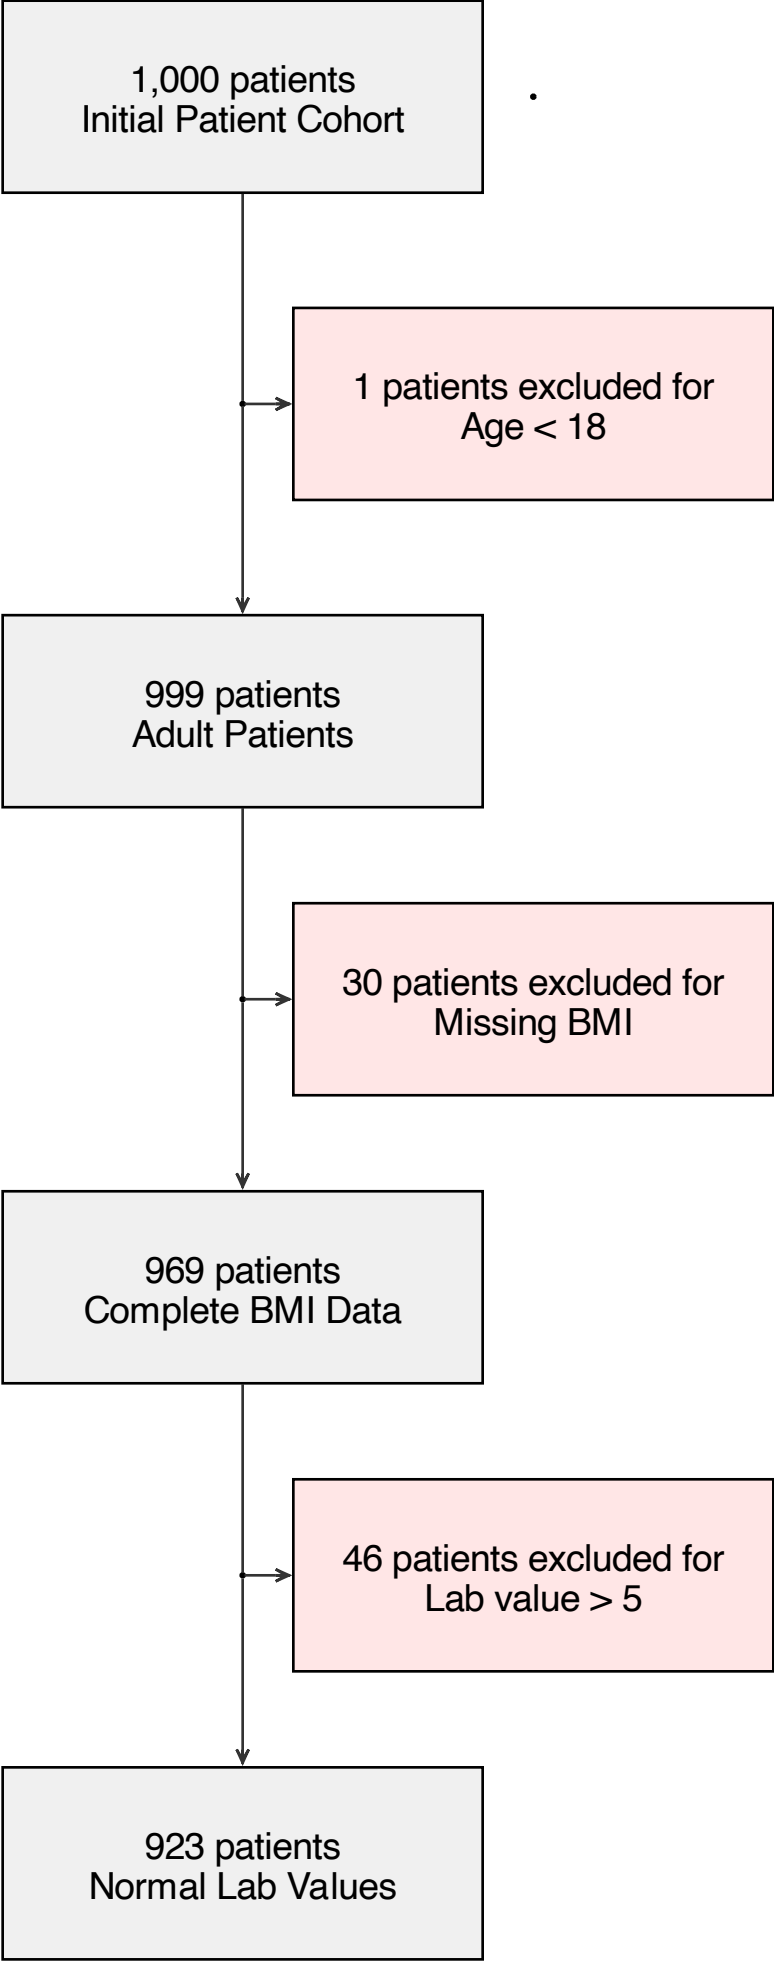 1,000 patients
Initial Patient Cohort
.
1 patients excluded for
Age < 18
999 patients
Adult Patients
30 patients excluded for
Missing BMI
969 patients
Complete BMI Data
46 patients excluded for
Lab value > 5
923 patients
Normal Lab Values